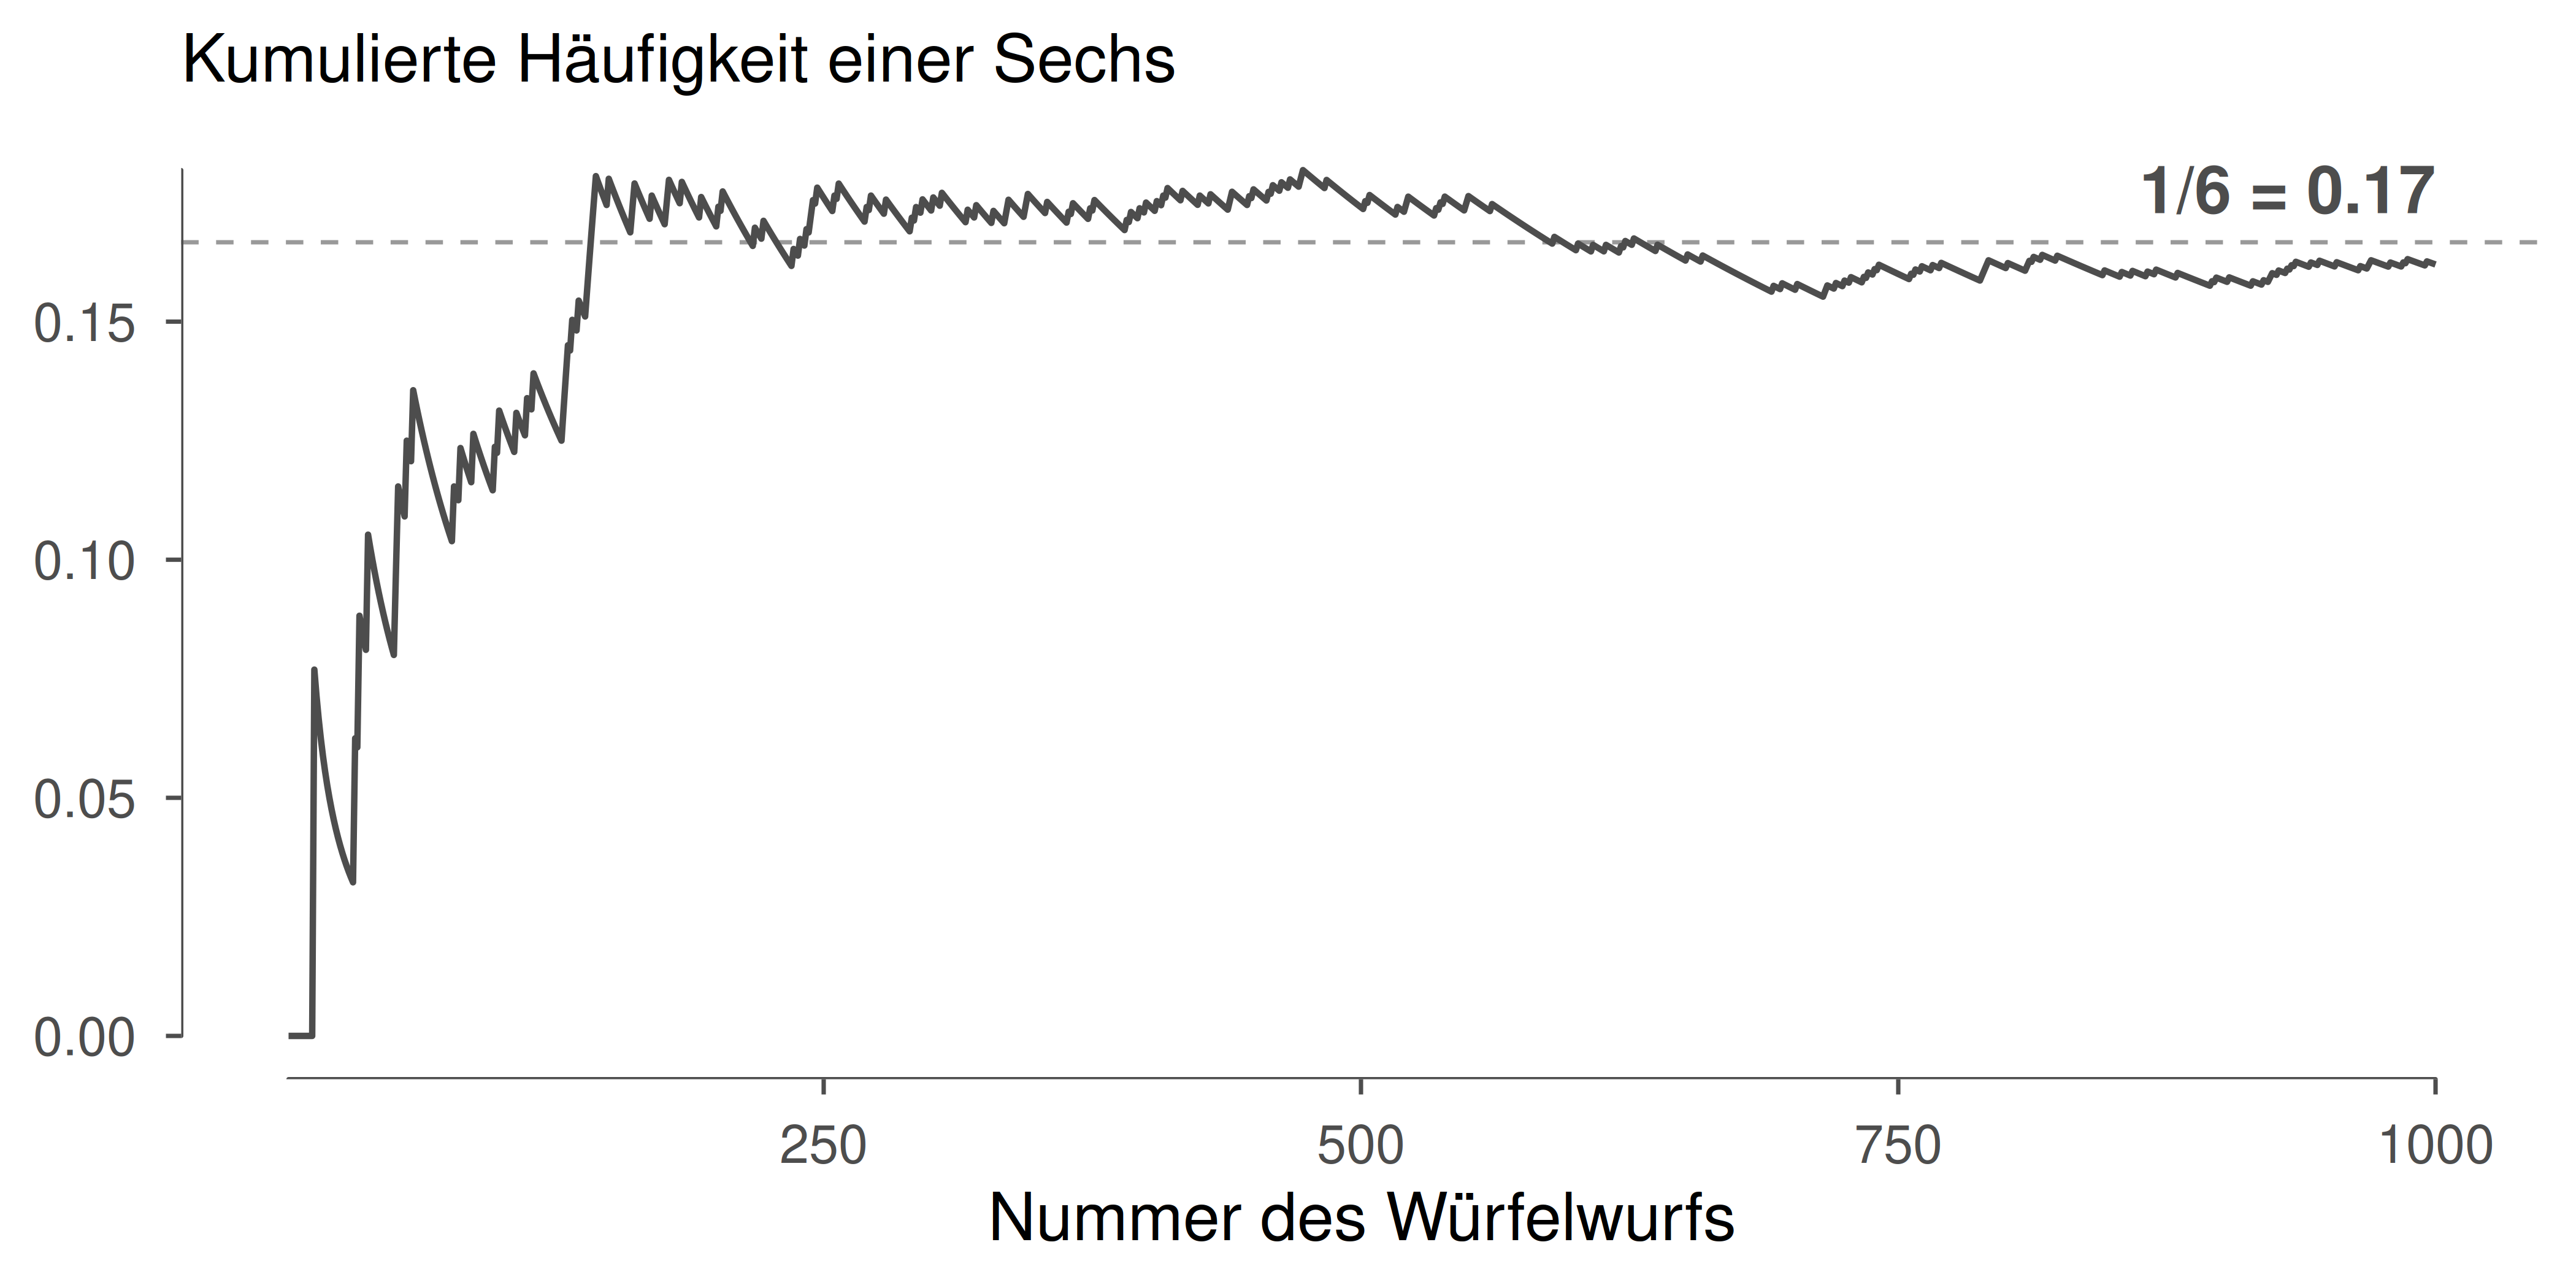 Kumulierte Häufigkeit einer Sechs
1/6 = 0.17
0.15
0.10
0.05
0.00
250 500 750 1000
Nummer des Würfelwurfs